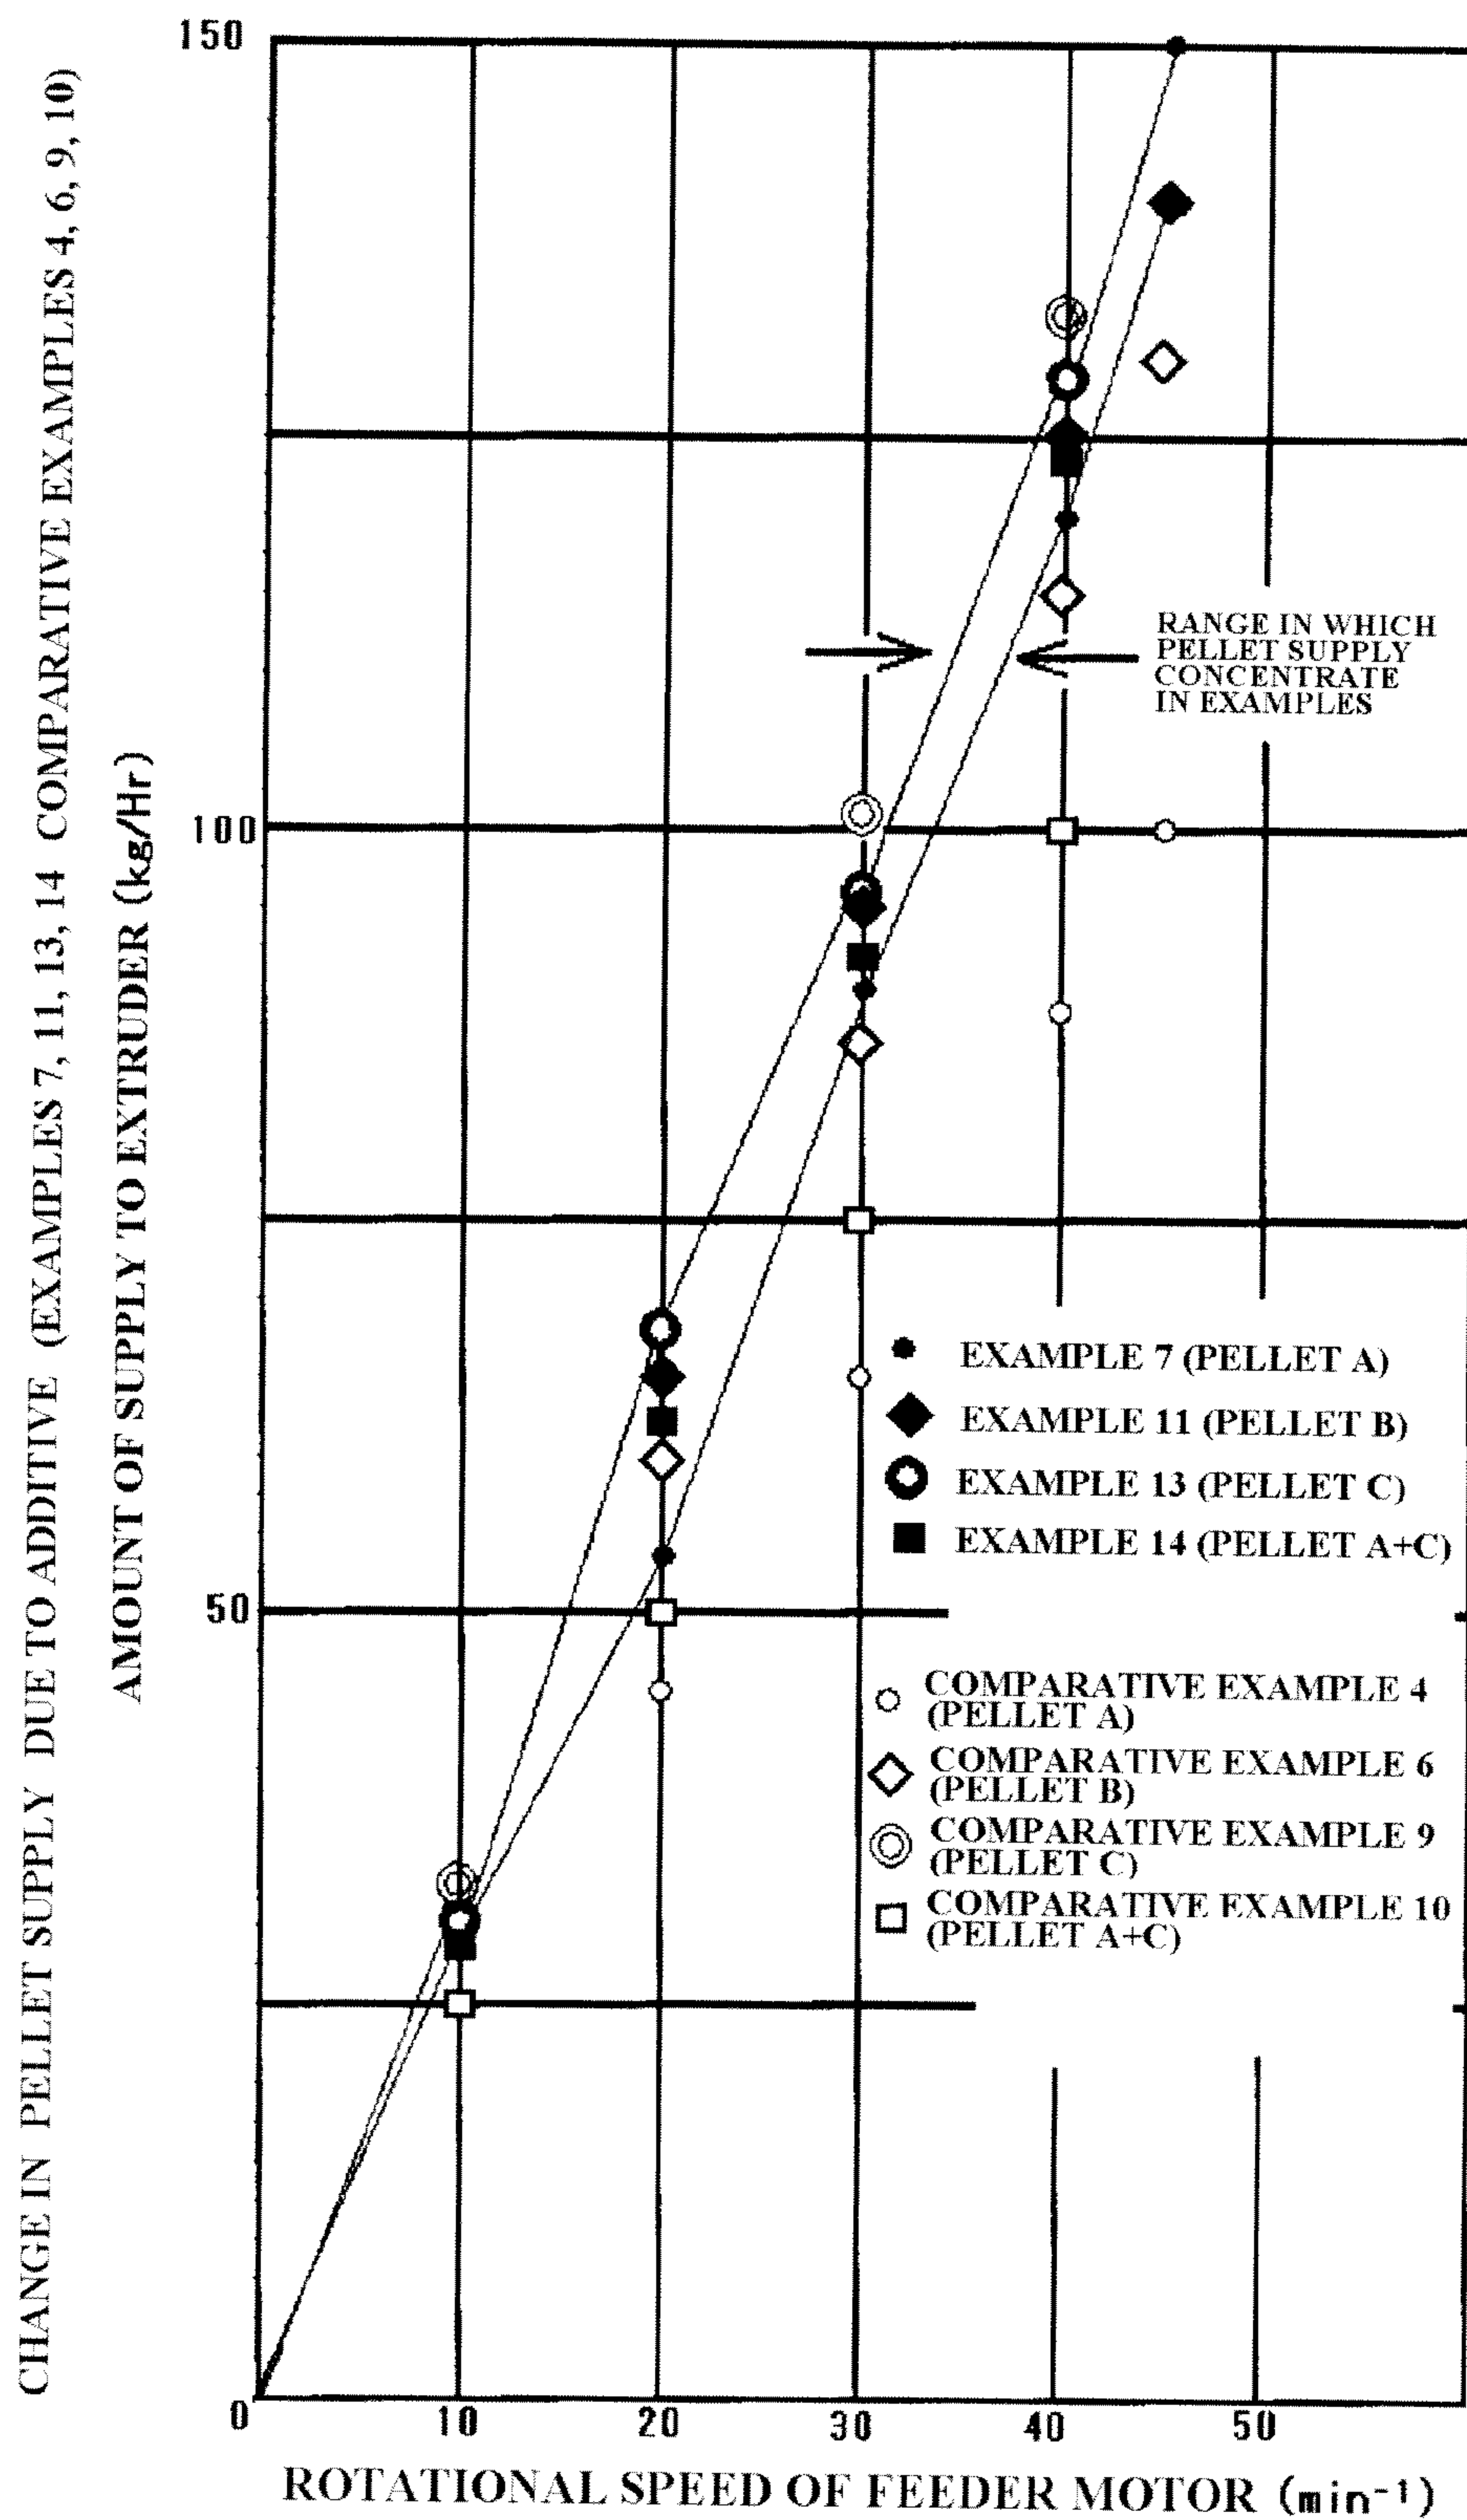 CHANGE IN PELLET SUPPLY DUE TO ADDITIVE (EXAMPLES 7, 11, 13, 14 COMPARATIVE EXAMPLES 4, 6, 9, 10)
AMOUNT OF SUPPLY TO EXTRUDER (kg/Hr)
150
100
50
0
RANGE IN WHICH
PELLET SUPPLY
CONCENTRATE
IN EXAMPLES
EXAMPLE 7 (PELLET A)
EXAMPLE 11 (PELLET B)
EXAMPLE 13 (PELLET C)
EXAMPLE 14 (PELLET A+C)
COMPARATIVE EXAMPLE 4
(PELLET A)
COMPARATIVE EXAMPLE 6
(PELLET B)
COMPARATIVE EXAMPLE 9
(PELLET C)
COMPARATIVE EXAMPLE 10
(PELLET A+C)
10 20 30 40 50
ROTATIONAL SPEED OF FEEDER MOTOR (min⁻¹)